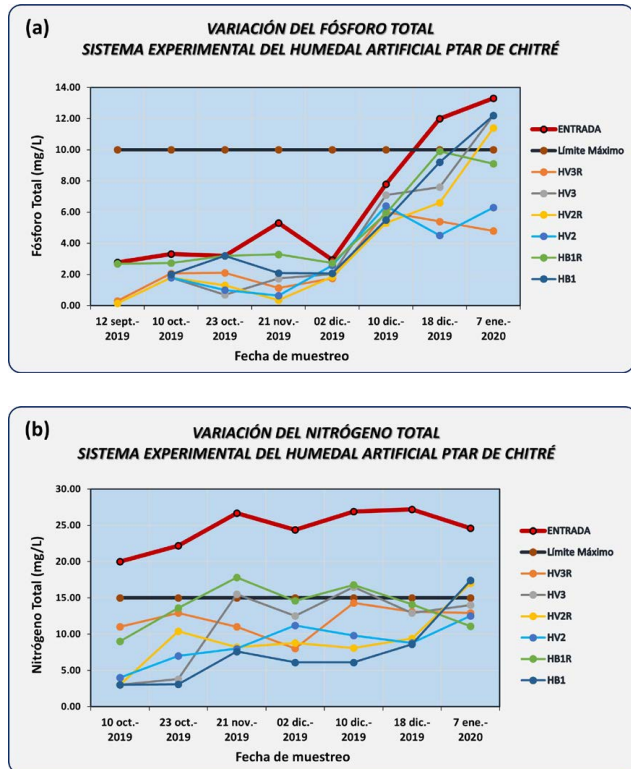 (a)
VARIACIÓN DEL FÓSFORO TOTAL
SISTEMA EXPERIMENTAL DEL HUMEDAL ARTIFICIAL PTAR DE CHITRÉ
14.00
12.00
10.00
8.00
6.00
4.00
2.00
0.00
Fósforo Total (mg/L)
12 sept.-
2019
10 oct.-
2019
23 oct.-
2019
21 nov.-
2019
02 dic.-
2019
10 dic.-
2019
18 dic.-
2019
7 ene.-
2020
Fecha de muestreo
ENTRADA
Límite Máximo
HV3R
HV3
HV2R
HV2
HB1R
HB1
(b)
VARIACIÓN DEL NITRÓGENO TOTAL
SISTEMA EXPERIMENTAL DEL HUMEDAL ARTIFICIAL PTAR DE CHITRÉ
30.00
25.00
20.00
15.00
10.00
5.00
0.00
Nitrógeno Total (mg/L)
10 oct.-
2019
23 oct.-
2019
21 nov.-
2019
02 dic.-
2019
10 dic.-
2019
18 dic.-
2019
7 ene.-
2020
Fecha de muestreo
ENTRADA
Límite Máximo
HV3R
HV3
HV2R
HV2
HB1R
HB1